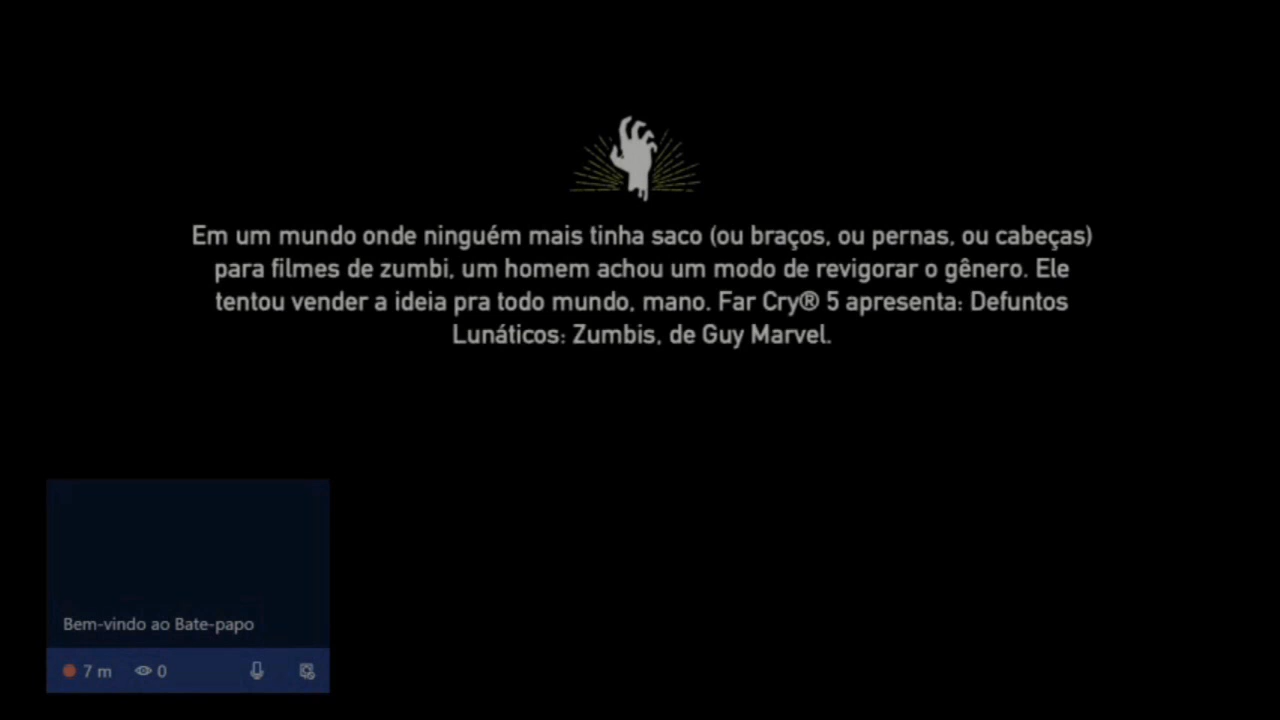 Em um mundo onde ninguém mais tinha saco (ou braços, ou pernas, ou cabeças)
para filmes de zumbi, um homem achou um modo de revigorar o gênero. Ele
tentou vender a ideia pra todo mundo, mano. Far Cry® 5 apresenta: Defuntos
Lunáticos: Zumbis, de Guy Marvel.
Bem-vindo ao Bate-papo
7 m 0